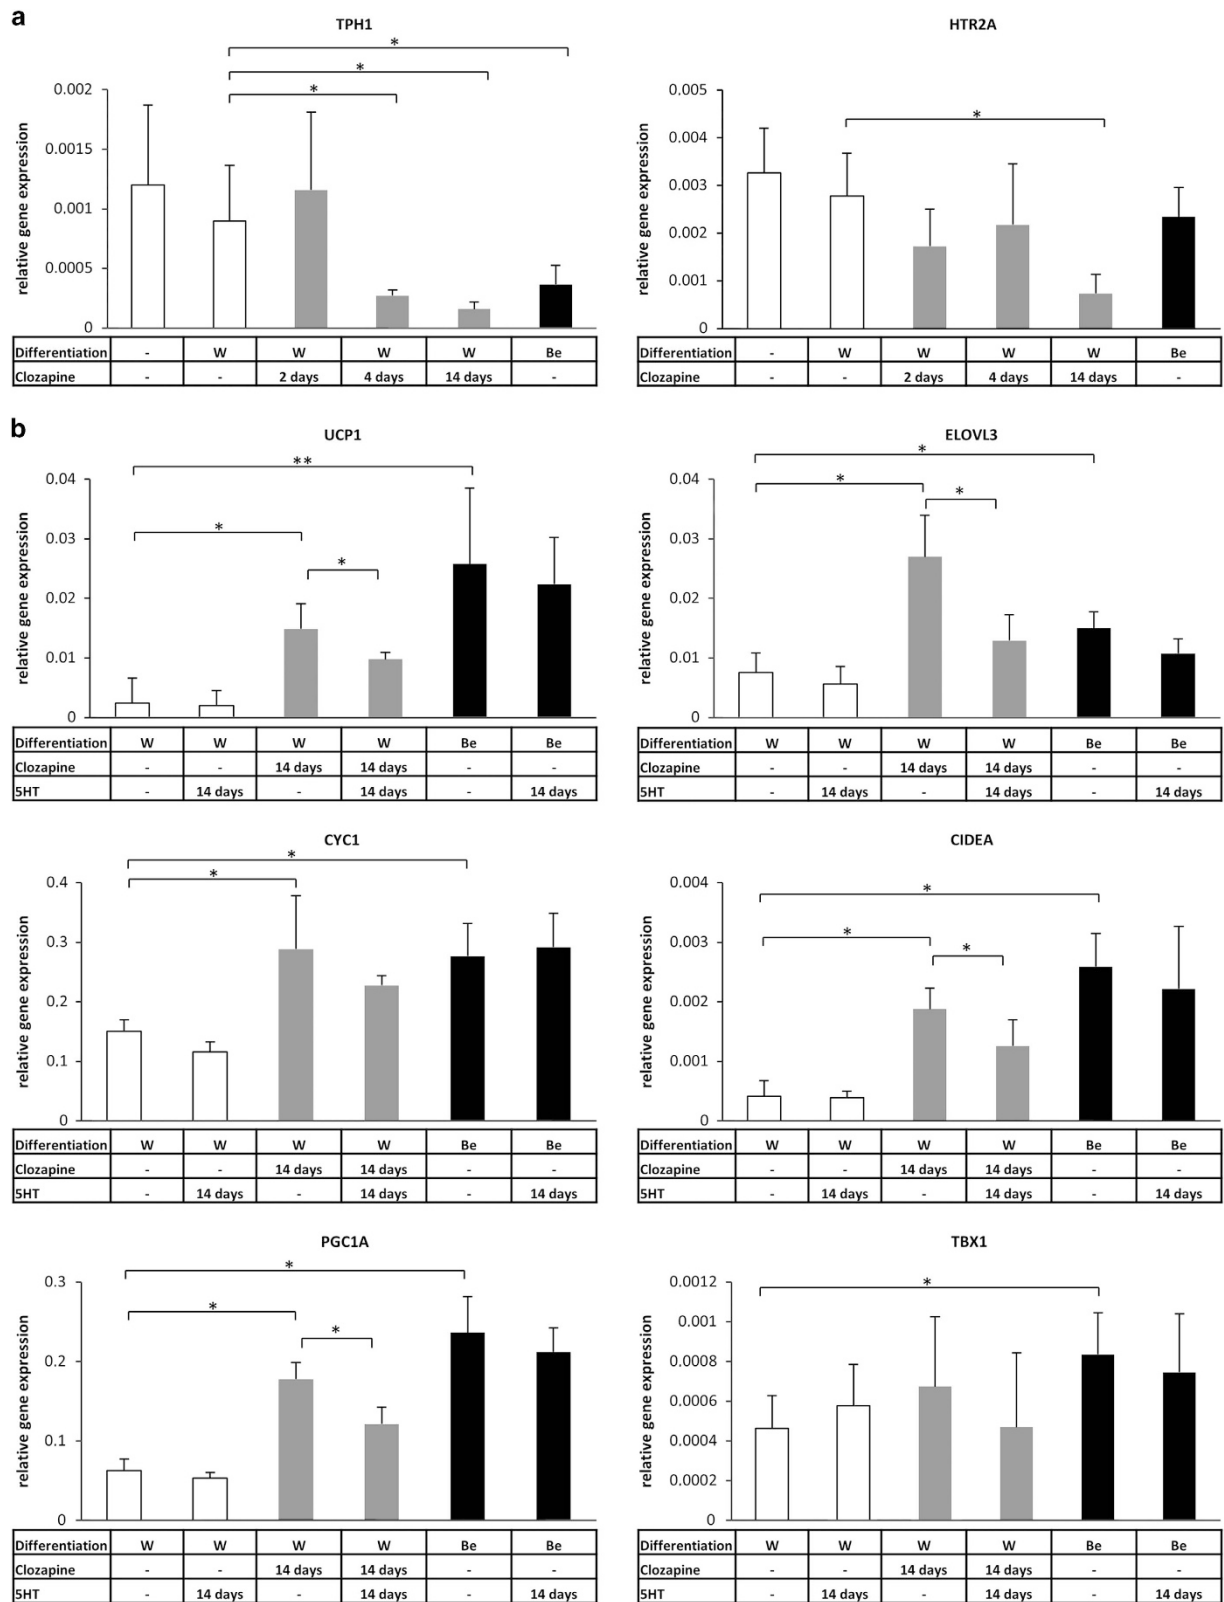 a
TPH1
HTR2A
* * *
relative gene expression
0.002
0.0015
0.001
0.0005
0
Differentiation - W W W W Be
Clozapine - - 2 days 4 days 14 days -
*
relative gene expression
0.005
0.004
0.003
0.002
0.001
0
Differentiation - W W W W Be
Clozapine - - 2 days 4 days 14 days -
b
UCP1
** * *
relative gene expression
0.04
0.03
0.02
0.01
0
Differentiation W W W W Be Be
Clozapine - - 14 days 14 days - -
5HT - 14 days - 14 days - 14 days
ELOVL3
* * *
relative gene expression
0.04
0.03
0.02
0.01
0
Differentiation W W W W Be Be
Clozapine - - 14 days 14 days - -
5HT - 14 days - 14 days - 14 days
CYC1
* *
relative gene expression
0.4
0.3
0.2
0.1
0
Differentiation W W W W Be Be
Clozapine - - 14 days 14 days - -
5HT - 14 days - 14 days - 14 days
CIDEA
* * *
relative gene expression
0.004
0.003
0.002
0.001
0
Differentiation W W W W Be Be
Clozapine - - 14 days 14 days - -
5HT - 14 days - 14 days - 14 days
PGC1A
* * *
relative gene expression
0.3
0.2
0.1
0
Differentiation W W W W Be Be
Clozapine - - 14 days 14 days - -
5HT - 14 days - 14 days - 14 days
TBX1
*
relative gene expression
0.0012
0.001
0.0008
0.0006
0.0004
0.0002
0
Differentiation W W W W Be Be
Clozapine - - 14 days 14 days - -
5HT - 14 days - 14 days - 14 days